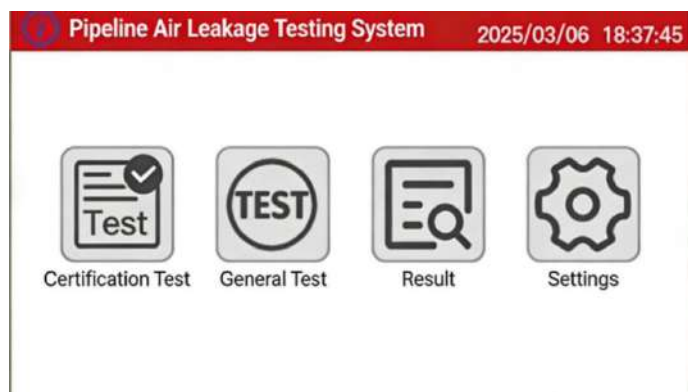 Pipeline Air Leakage Testing System 2025/03/06 18:37:45
Test
TEST
Certification Test General Test Result Settings